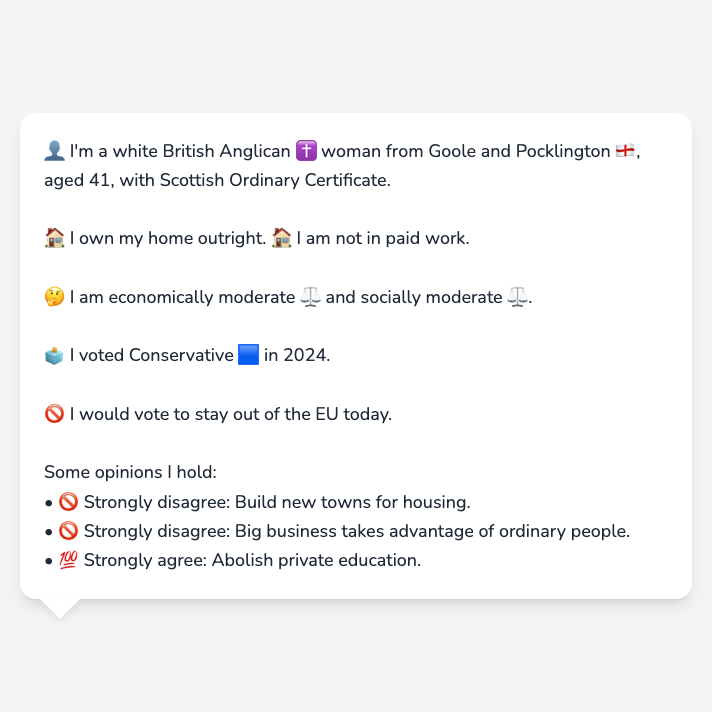 👤 I'm a white British Anglican ✝️ woman from Goole and Pocklington 🏴󠁧󠁢󠁥󠁮󠁧󠁿,
aged 41, with Scottish Ordinary Certificate.
🏠 I own my home outright. 🏠 I am not in paid work.
🤔 I am economically moderate ⚖️ and socially moderate ⚖️.
🗳️ I voted Conservative 🟦 in 2024.
🚫 I would vote to stay out of the EU today.
Some opinions I hold:
• 🚫 Strongly disagree: Build new towns for housing.
• 🚫 Strongly disagree: Big business takes advantage of ordinary people.
• 💯 Strongly agree: Abolish private education.